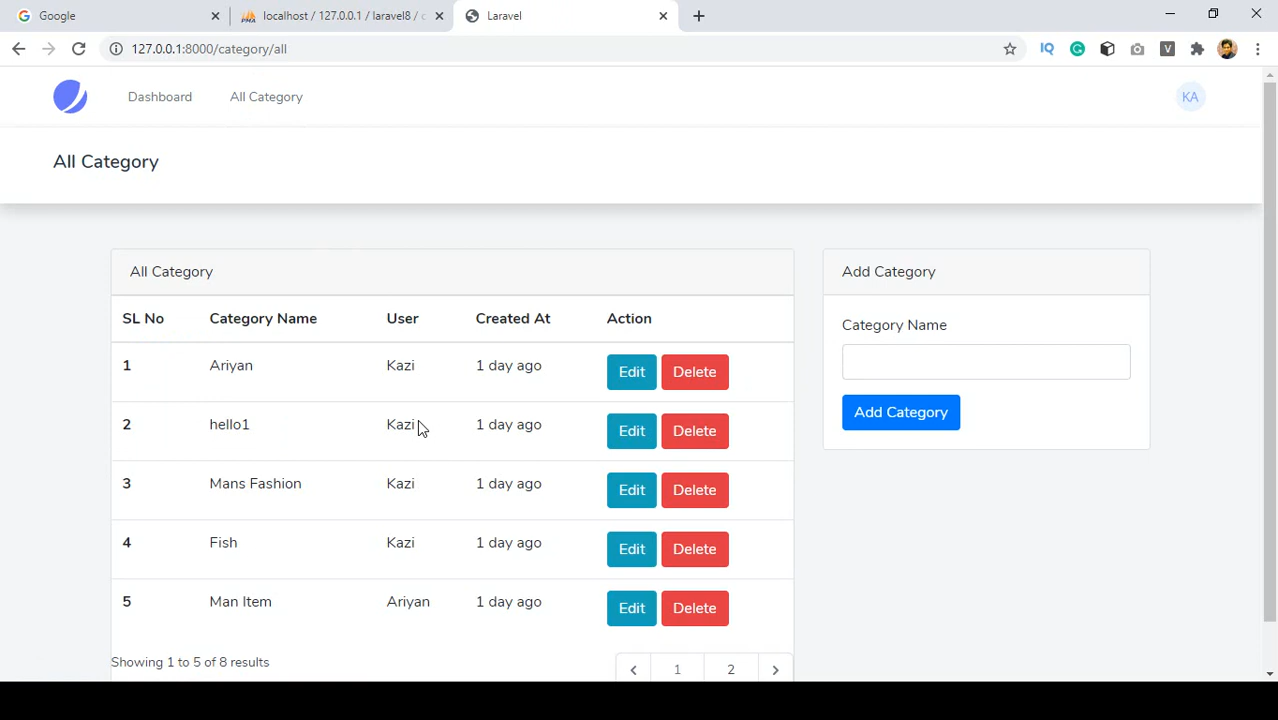 Google
localhost / 127.0.0.1 / laravel8 / c
Laravel
127.0.0.1:8000/category/all
IQ
V
Dashboard
All Category
KA
All Category
All Category
SL No Category Name User Created At Action
1 Ariyan Kazi 1 day ago Edit Delete
2 hello1 Kazi 1 day ago Edit Delete
3 Mans Fashion Kazi 1 day ago Edit Delete
4 Fish Kazi 1 day ago Edit Delete
5 Man Item Ariyan 1 day ago Edit Delete
Showing 1 to 5 of 8 results
1 2
Add Category
Category Name
Add Category